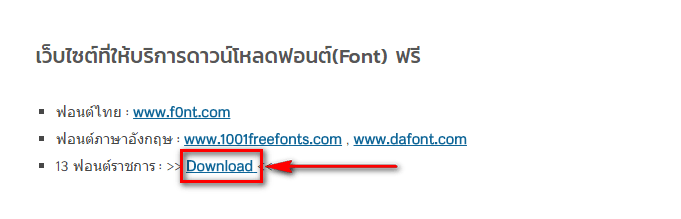 เว็บไซต์ที่ให้บริการดาวน์โหลดฟอนต์(Font) ฟรี
▪ ฟอนต์ไทย : www.f0nt.com
▪ ฟอนต์ภาษาอังกฤษ : www.1001freefonts.com , www.dafont.com
▪ 13 ฟอนต์ราชการ : >> Download <